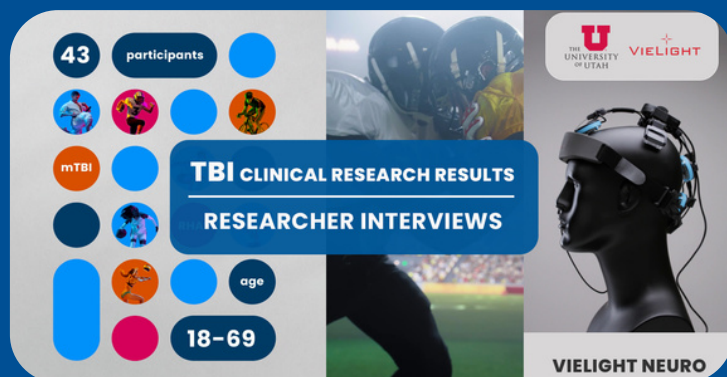 43
participants
mTBI
age
18-69
TBI CLINICAL RESEARCH RESULTS
RESEARCHER INTERVIEWS
U
THE
UNIVERSITY
OF UTAH
VIELIGHT
VIELIGHT NEURO